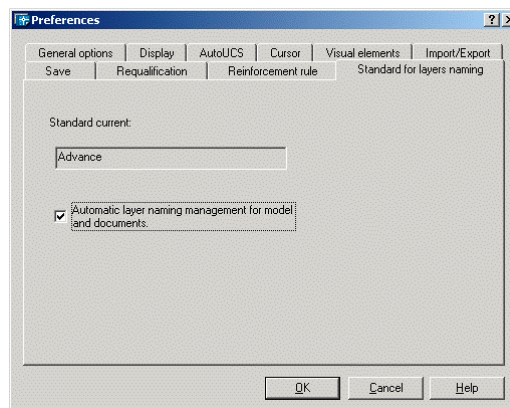 Preferences
General options Display AutoUCS Cursor Visual elements Import/Export
Save Requalification Reinforcement rule Standard for layers naming
Standard current:
Advance
Automatic layer naming management for model
and documents.
OK Cancel Help